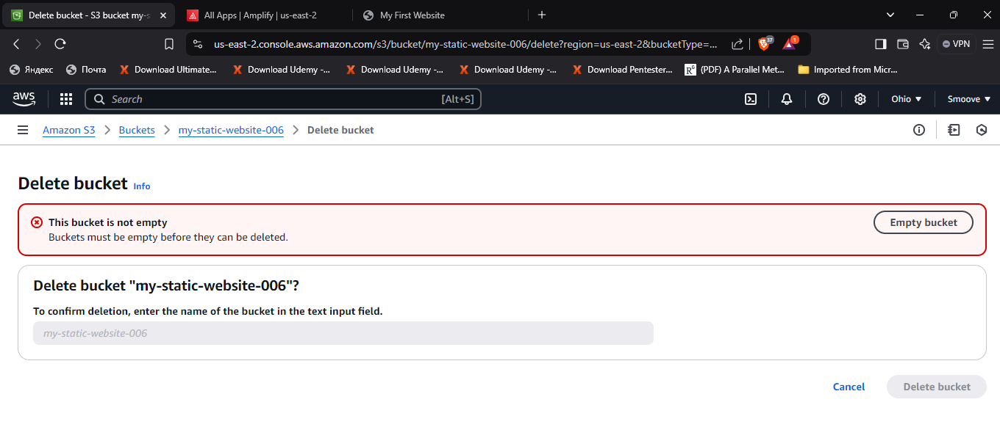 Delete bucket - S3 bucket my-s
All Apps | Amplify | us-east-2
My First Website
us-east-2.console.aws.amazon.com/s3/bucket/my-static-website-006/delete?region=us-east-2&bucketType=...
37
1
VPN
Яндекс
Почта
Download Ultimate...
Download Udemy -...
Download Udemy -...
Download Udemy -...
Download Pentester...
(PDF) A Parallel Met...
Imported from Micr...
aws
Search
[Alt+S]
Ohio
Smoove
Amazon S3
Buckets
my-static-website-006
Delete bucket
Delete bucket
Info
This bucket is not empty
Buckets must be empty before they can be deleted.
Empty bucket
Delete bucket "my-static-website-006"?
To confirm deletion, enter the name of the bucket in the text input field.
my-static-website-006
Cancel
Delete bucket